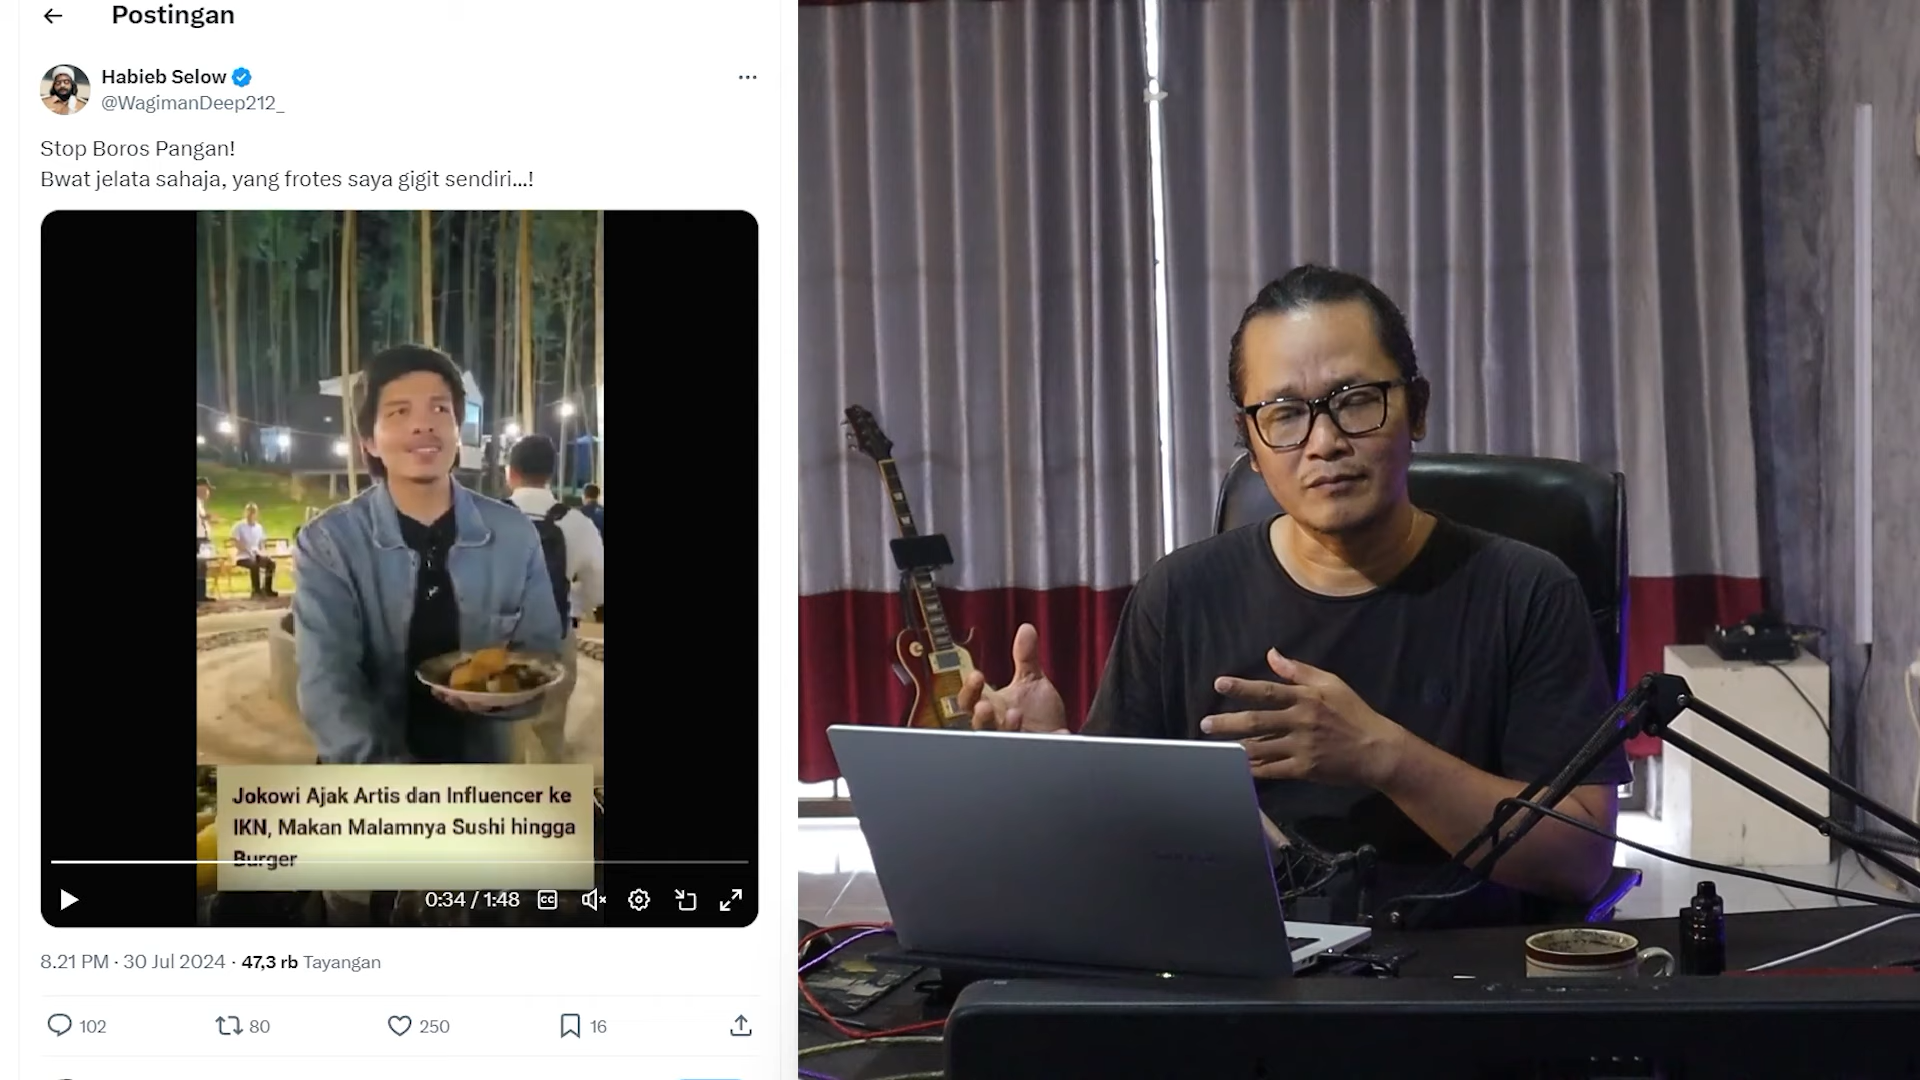 Postingan
Habieb Selow
@WagimanDeep212_
Stop Boros Pangan!
Bwat jelata sahaja, yang frotes saya gigit sendiri...!
Jokowi Ajak Artis dan Influencer ke
IKN, Makan Malamnya Sushi hingga
Burger
0:34 / 1:48
CC
8.21 PM · 30 Jul 2024 · 47,3 rb Tayangan
102
80
250
16